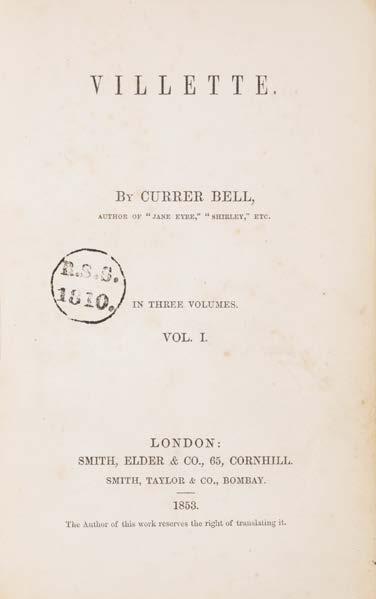 VILLETTE.
BY CURRER BELL,
AUTHOR OF "JANE EYRE," "SHIRLEY," ETC.
R.S.S.
1810.
IN THREE VOLUMES.
VOL. I.
LONDON:
SMITH, ELDER & CO., 65, CORNHILL.
SMITH, TAYLOR & CO., BOMBAY.
1853.
The Author of this work reserves the right of translating it.